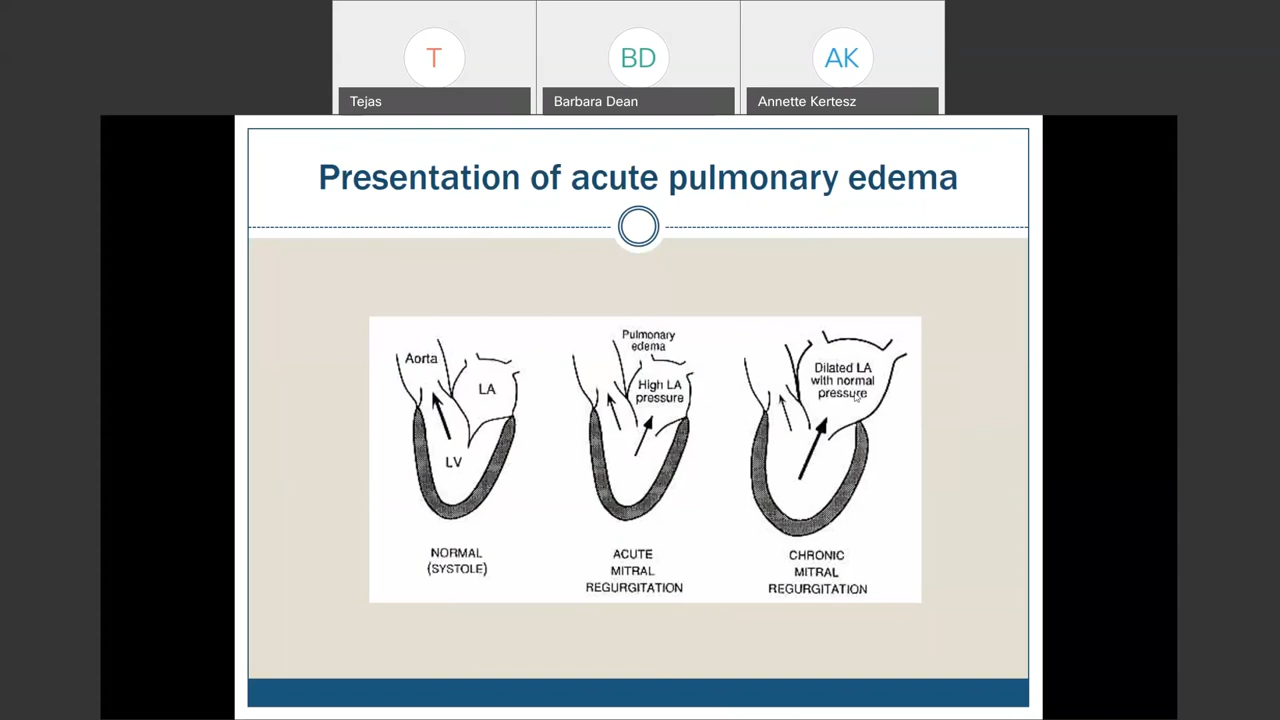 T
BD
AK
Tejas
Barbara Dean
Annette Kertesz
Presentation of acute pulmonary edema
Aorta
LA
LV
NORMAL
(SYSTOLE)
Pulmonary
edema
High LA
pressure
ACUTE
MITRAL
REGURGITATION
Dilated LA
with normal
pressure
CHRONIC
MITRAL
REGURGITATION